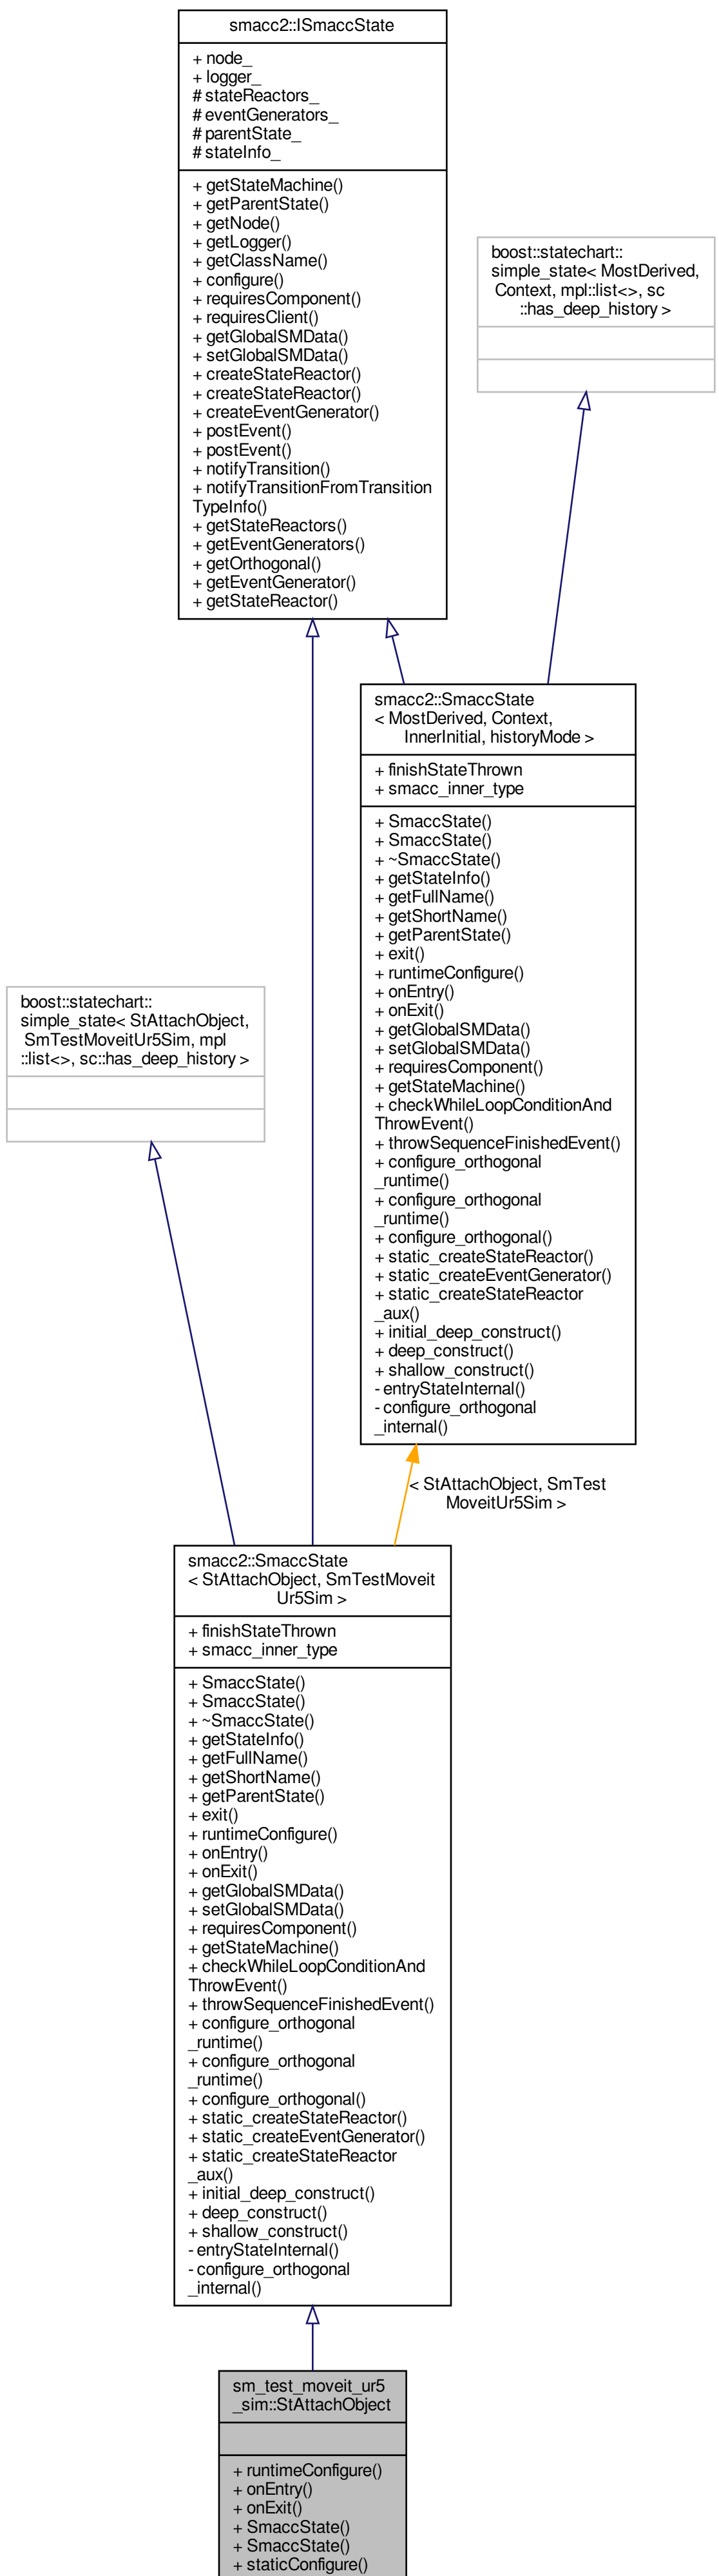 smacc2::ISmaccState
+ node_
+ logger_
# stateReactors_
# eventGenerators_
# parentState_
# stateInfo_
+ getStateMachine()
+ getParentState()
+ getNode()
+ getLogger()
+ getClassName()
+ configure()
+ requiresComponent()
+ requiresClient()
+ getGlobalSMData()
+ setGlobalSMData()
+ createStateReactor()
+ createStateReactor()
+ createEventGenerator()
+ postEvent()
+ postEvent()
+ notifyTransition()
+ notifyTransitionFromTransition
TypeInfo()
+ getStateReactors()
+ getEventGenerators()
+ getOrthogonal()
+ getEventGenerator()
+ getStateReactor()
boost::statechart::
simple_state< MostDerived,
Context, mpl::list<>, sc
::has_deep_history >
smacc2::SmaccState
< MostDerived, Context,
InnerInitial, historyMode >
+ finishStateThrown
+ smacc_inner_type
+ SmaccState()
+ SmaccState()
+ ~SmaccState()
+ getStateInfo()
+ getFullName()
+ getShortName()
+ getParentState()
+ exit()
+ runtimeConfigure()
+ onEntry()
+ onExit()
+ getGlobalSMData()
+ setGlobalSMData()
+ requiresComponent()
+ getStateMachine()
+ checkWhileLoopConditionAnd
ThrowEvent()
+ throwSequenceFinishedEvent()
+ configure_orthogonal
_runtime()
+ configure_orthogonal
_runtime()
+ configure_orthogonal()
+ static_createStateReactor()
+ static_createEventGenerator()
+ static_createStateReactor
_aux()
+ initial_deep_construct()
+ deep_construct()
+ shallow_construct()
- entryStateInternal()
- configure_orthogonal
_internal()
boost::statechart::
simple_state< StAttachObject,
SmTestMoveitUr5Sim, mpl
::list<>, sc::has_deep_history >
< StAttachObject, SmTest
MoveitUr5Sim >
smacc2::SmaccState
< StAttachObject, SmTestMoveit
Ur5Sim >
+ finishStateThrown
+ smacc_inner_type
+ SmaccState()
+ SmaccState()
+ ~SmaccState()
+ getStateInfo()
+ getFullName()
+ getShortName()
+ getParentState()
+ exit()
+ runtimeConfigure()
+ onEntry()
+ onExit()
+ getGlobalSMData()
+ setGlobalSMData()
+ requiresComponent()
+ getStateMachine()
+ checkWhileLoopConditionAnd
ThrowEvent()
+ throwSequenceFinishedEvent()
+ configure_orthogonal
_runtime()
+ configure_orthogonal
_runtime()
+ configure_orthogonal()
+ static_createStateReactor()
+ static_createEventGenerator()
+ static_createStateReactor
_aux()
+ initial_deep_construct()
+ deep_construct()
+ shallow_construct()
- entryStateInternal()
- configure_orthogonal
_internal()
sm_test_moveit_ur5
_sim::StAttachObject
+ runtimeConfigure()
+ onEntry()
+ onExit()
+ SmaccState()
+ SmaccState()
+ staticConfigure()